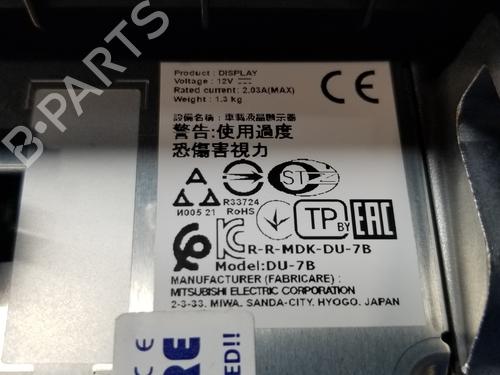 Product : DISPLAY
Voltage : 12V
Rated current: 2.03A(MAX)
Weight : 1.3 kg
CE
設備名稱：車載液晶顯示器
警告:使用過度
恐傷害視力
R33724
RoHS
И005 21
TP BY
EAC
R-R-MDK-DU-7B
Model:DU-7B
MANUFACTURER (FABRICARE) :
MITSUBISHI ELECTRIC CORPORATION
2-3-33, MIWA, SANDA-CITY, HYOGO, JAPAN
B-Parts